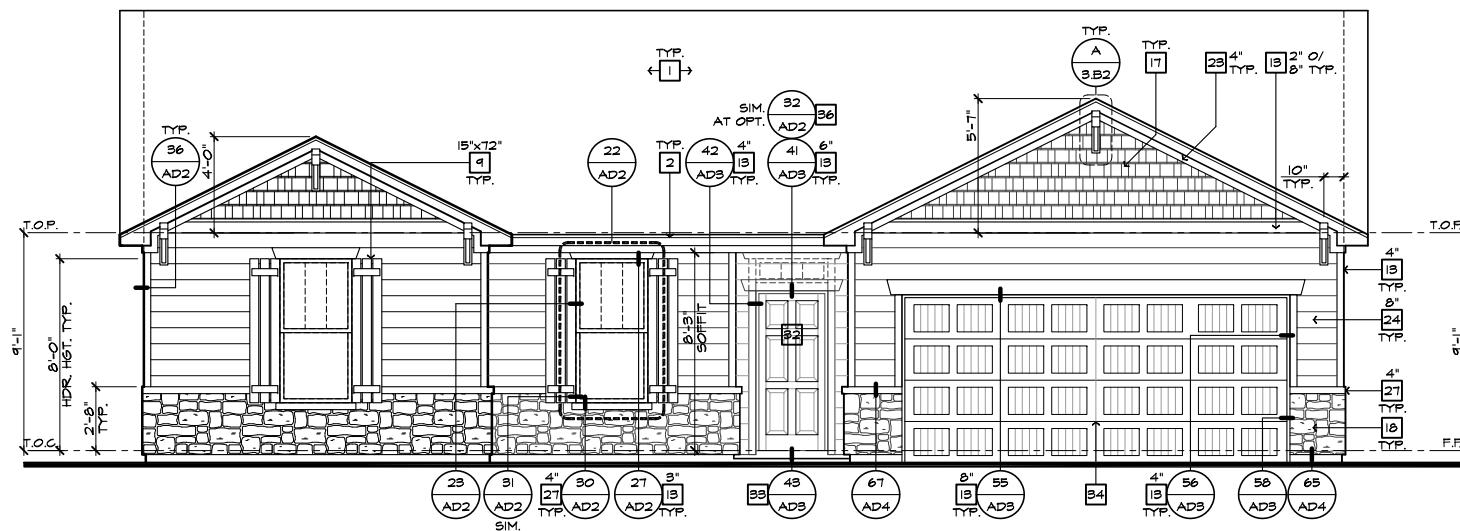 TYP.
A
3.B2
TYP.
1
TYP.
17
23 4" TYP.
13 2" O/ 8" TYP.
SIM. AT OPT.
32
AD2
36
TYP.
36
AD2
4'-0"
15"x72"
9
TYP.
22
AD2
TYP.
2
42
AD3
4"
13
TYP.
41
AD3
6"
13
TYP.
5'-7"
10"
TYP.
T.O.P.
T.O.P.
9'-1"
8'-0"
HDR. HGT. TYP.
2'-8"
TYP.
8'-3"
SOFFIT
32
4"
13
TYP.
8"
24
TYP.
9'-1"
4"
27
TYP.
18
TYP.
T.O.C.
F.F.
23
AD2
31
AD2
SIM.
4"
27
TYP.
30
AD2
27
AD2
3"
13
TYP.
33
43
AD3
67
AD4
8"
13
TYP.
55
AD3
34
4"
13
TYP.
56
AD3
58
AD3
65
AD4